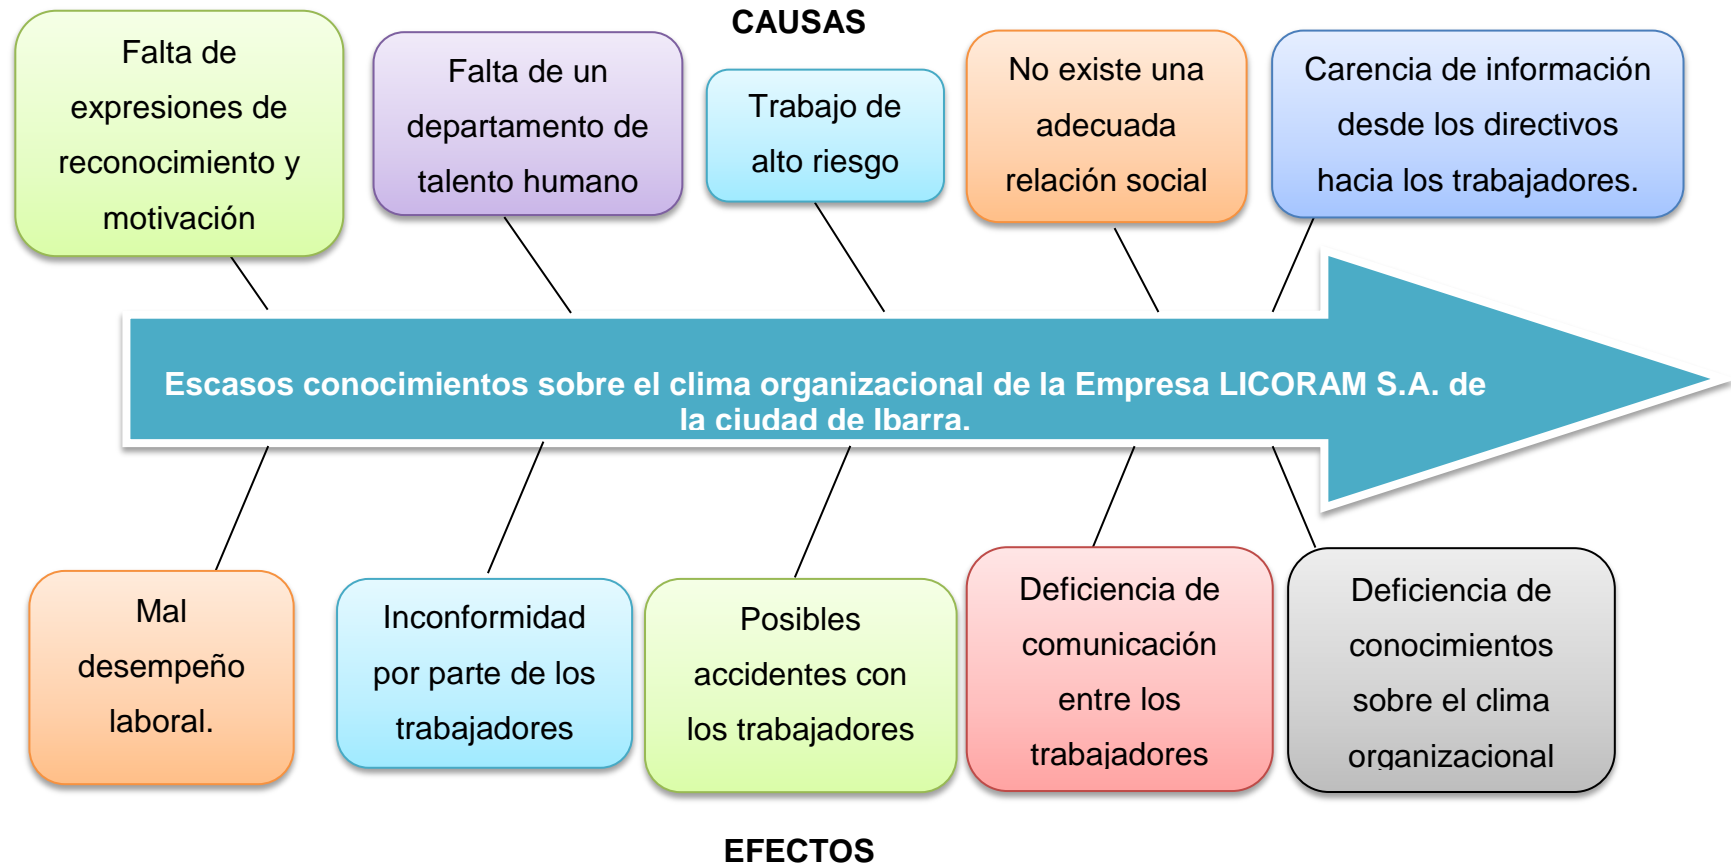 CAUSAS
Falta de
expresiones de
reconocimiento y
motivación
Falta de un
departamento de
talento humano
Trabajo de
alto riesgo
No existe una
adecuada
relación social
Carencia de información
desde los directivos
hacia los trabajadores.
Escasos conocimientos sobre el clima organizacional de la Empresa LICORAM S.A. de
la ciudad de Ibarra.
Mal
desempeño
laboral.
Inconformidad
por parte de los
trabajadores
Posibles
accidentes con
los trabajadores
Deficiencia de
comunicación
entre los
trabajadores
Deficiencia de
conocimientos
sobre el clima
organizacional
EFECTOS